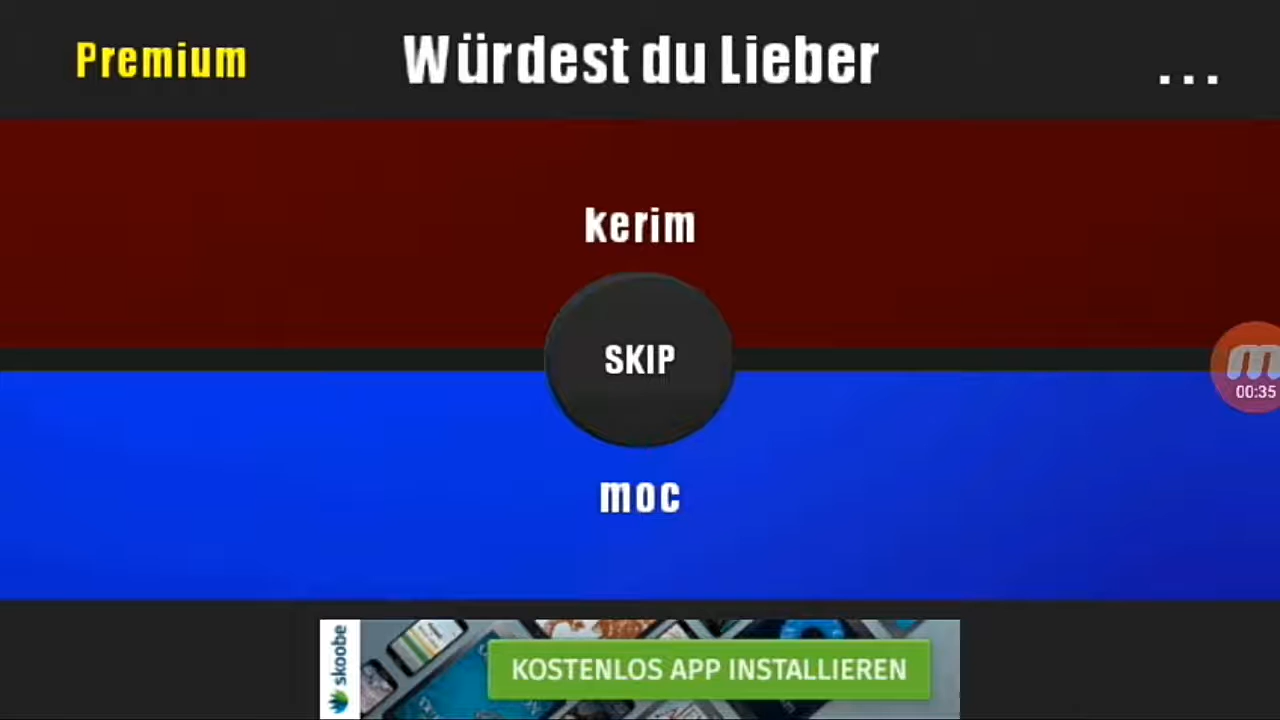 Premium
Würdest du Lieber
...
kerim
SKIP
00:35
moc
skoobe
KOSTENLOS APP INSTALLIEREN